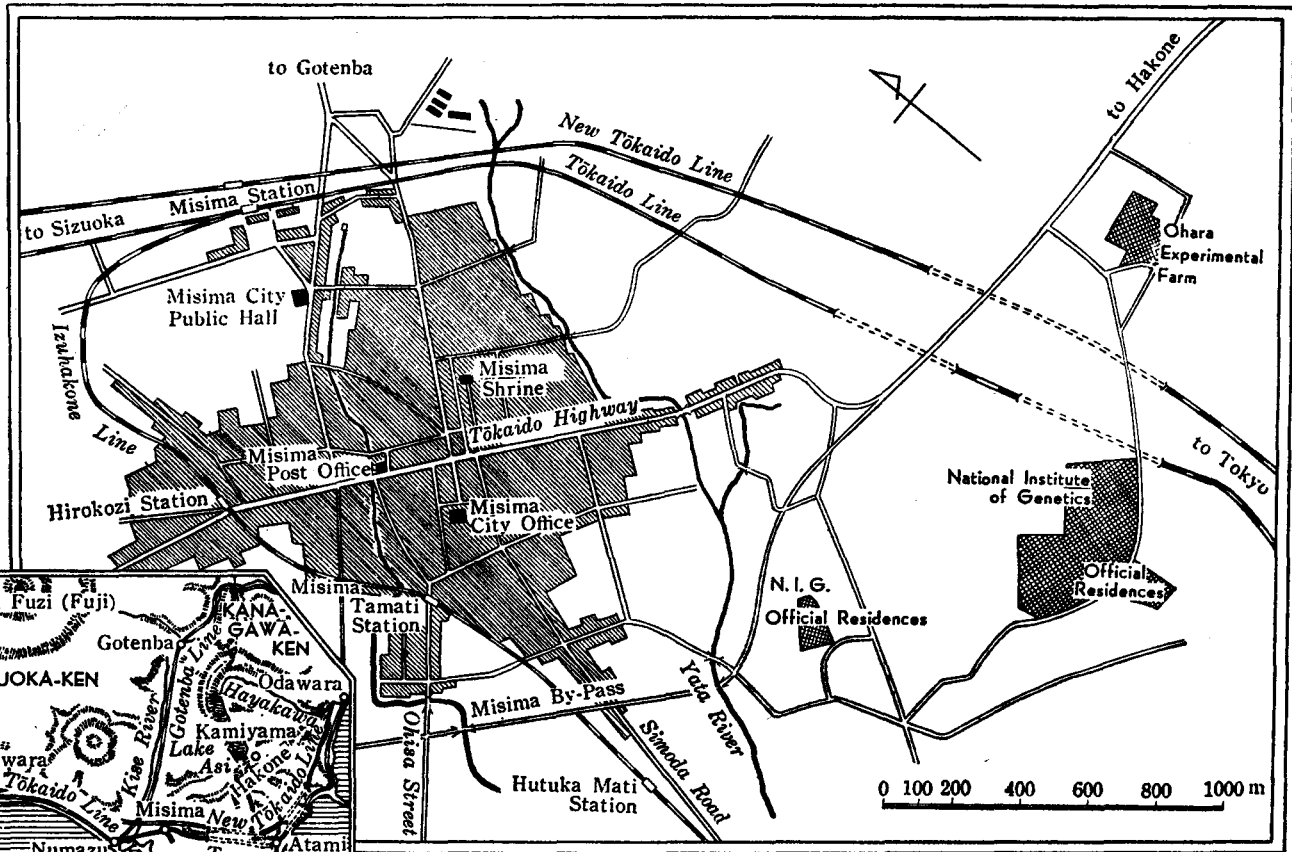 to Gotenba
to Hakone
New Tōkaido Line
Tōkaido Line
Misima Station
to Sizuoka
Ohara
Experimental
Farm
Misima City
Public Hall
Izuhakone
Line
Misima
Shrine
Tōkaido Highway
Misima
Post Office
to Tokyo
National Institute
of Genetics
Hirokozi Station
Misima
City Office
Official
Residences
Misima
Tamati
Station
N. I. G.
Official Residences
Misima By-Pass
Yata River
Simoda Road
Ohisa Street
Hutuka Mati
Station
0 100 200 400 600 800 1000 m
Fuzi (Fuji)
KANA-
GAWA-
KEN
Gotenba
Gotenba Line
UOKA-KEN
Odawara
Hayakawa
Kise River
Kamiyama
Lake
Asi
Hakone
wara
Tōkaido Line
Misima
New Tōkaido Line
Numazu
Atami